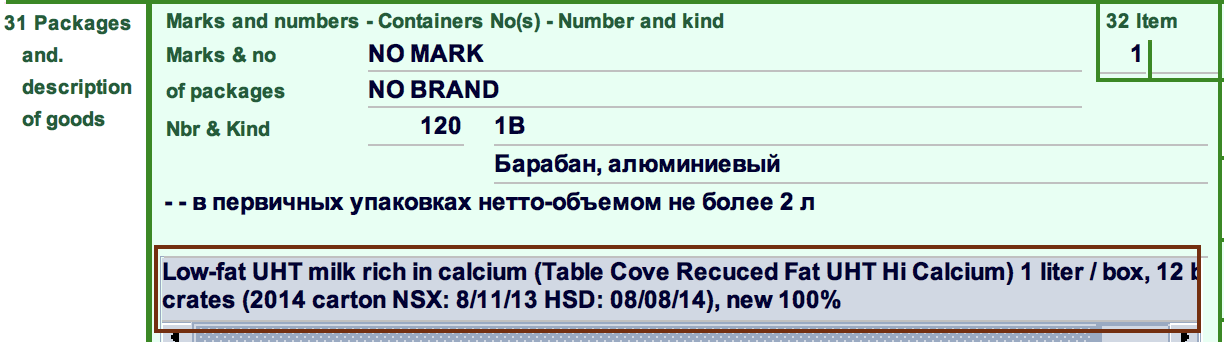 31 Packages and. description of goods
Marks and numbers - Containers No(s) - Number and kind
32 Item
1
Marks & no of packages
NO MARK
NO BRAND
Nbr & Kind 120 1B
Барабан, алюминиевый
- - в первичных упаковках нетто-объемом не более 2 л
Low-fat UHT milk rich in calcium (Table Cove Recuced Fat UHT Hi Calcium) 1 liter / box, 12
crates (2014 carton NSX: 8/11/13 HSD: 08/08/14), new 100%